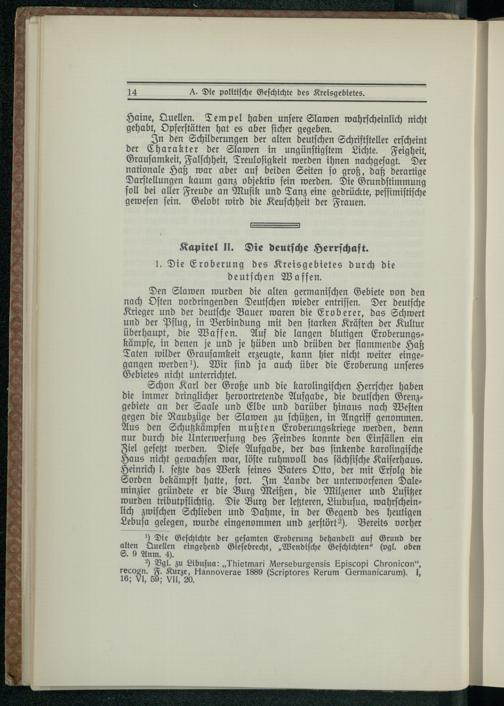 14 A. Die politische Geschichte des Kreisgebietes.
Haine, Quellen. Tempel haben unsere Slawen wahrscheinlich nicht
gehabt, Opferstätten hat es aber sicher gegeben.
In den Schilderungen der alten deutschen Schriftsteller erscheint
der Charakter der Slawen in ungünstigstem Lichte. Feigheit,
Grausamkeit, Falschheit, Treulosigkeit werden ihnen nachgesagt. Der
nationale Haß war aber auf beiden Seiten so groß, daß derartige
Darstellungen kaum ganz objektiv sein werden. Die Grundstimmung
soll bei aller Freude an Musik und Tanz eine gedrückte, pessimistische
gewesen sein. Gelobt wird die Keuschheit der Frauen.
Kapitel II. Die deutsche Herrschaft.
1. Die Eroberung des Kreisgebietes durch die
deutschen Waffen.
Den Slawen wurden die alten germanischen Gebiete von den
nach Osten vordringenden Deutschen wieder entrissen. Der deutsche
Krieger und der deutsche Bauer waren die Eroberer, das Schwert
und der Pflug, in Verbindung mit den starken Kräften der Kultur
überhaupt, die Waffen. Auf die langen blutigen Eroberungs-
kämpfe, in denen je und je hüben und drüben der flammende Haß
Taten wilder Grausamkeit erzeugte, kann hier nicht weiter einge-
gangen werden¹). Wir sind ja auch über die Eroberung unseres
Gebietes nicht unterrichtet.
Schon Karl der Große und die karolingischen Herrscher haben
die immer dringlicher hervortretende Aufgabe, die deutschen Grenz-
gebiete an der Saale und Elbe und darüber hinaus nach Westen
gegen die Raubzüge der Slawen zu schützen, in Angriff genommen.
Aus den Schutzkämpfen mußten Eroberungskriege werden, denn
nur durch die Unterwerfung des Feindes konnte den Einfällen ein
Ziel gesetzt werden. Diese Aufgabe, der das sinkende karolingische
Haus nicht gewachsen war, löste ruhmvoll das sächsische Kaiserhaus.
Heinrich I. setzte das Werk seines Vaters Otto, der mit Erfolg die
Sorben bekämpft hatte, fort. Im Lande der unterworfenen Dale-
minzier gründete er die Burg Meißen, die Milzener und Lusitzer
wurden tributpflichtig. Die Burg der letzteren, Liubusua, wahrschein-
lich zwischen Schlieben und Dahme, in der Gegend des heutigen
Lebusa gelegen, wurde eingenommen und zerstört²). Bereits vorher
¹) Die Geschichte der gesamten Eroberung behandelt auf Grund der
alten Quellen eingehend Giesebrecht, „Wendische Geschichten“ (vgl. oben
S. 9 Anm. 4).
²) Vgl. zu Libusua: „Thietmari Merseburgensis Episcopi Chronicon“,
recogn. F. Kurze, Hannoverae 1889 (Scriptores Rerum Germanicarum). I,
16; VI, 59; VII, 20.